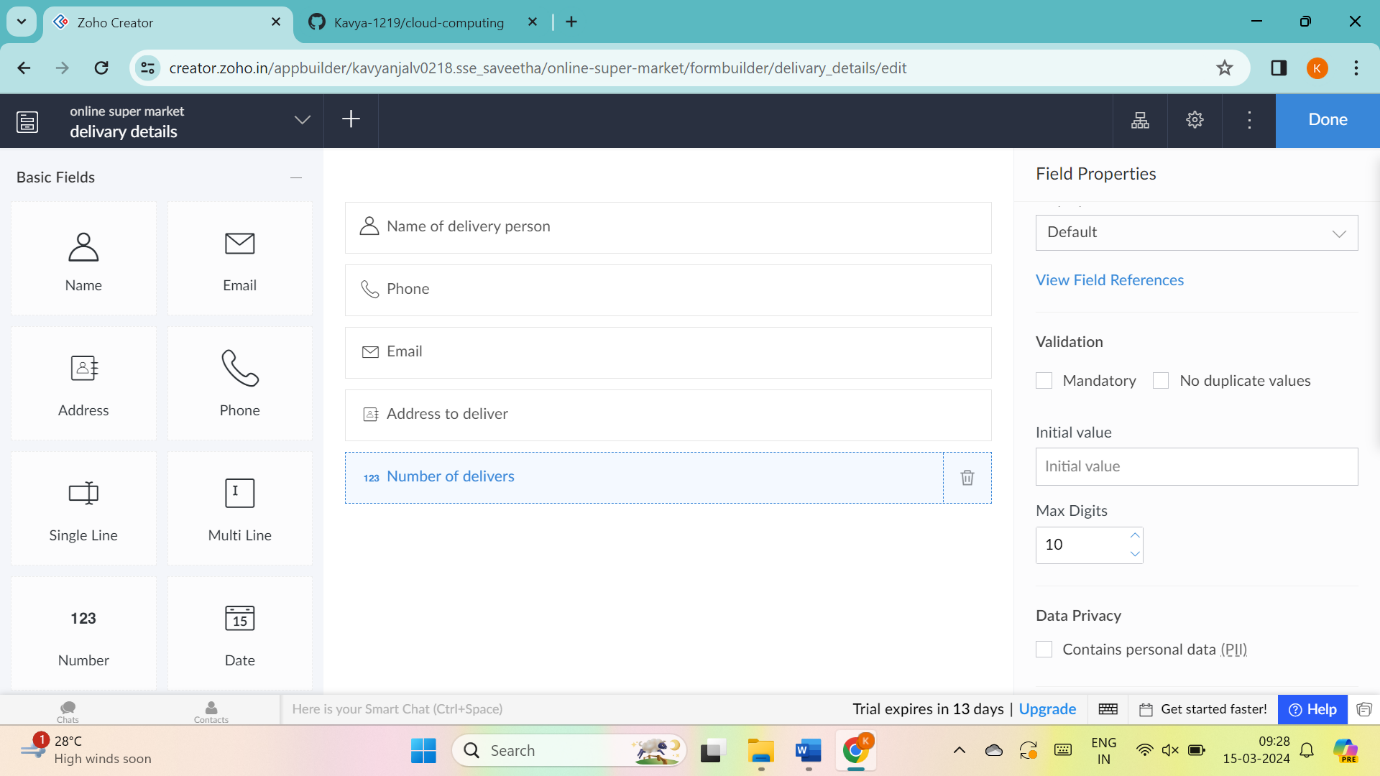 Zoho Creator
Kavya-1219/cloud-computing
creator.zoho.in/appbuilder/kavyanjalv0218.sse_saveetha/online-super-market/formbuilder/delivary_details/edit
K
online super market
delivary details
Done
Basic Fields
Name
Email
Address
Phone
Single Line
Multi Line
123
Number
15
Date
Name of delivery person
Phone
Email
Address to deliver
123 Number of delivers
Field Properties
Default
View Field References
Validation
Mandatory
No duplicate values
Initial value
Initial value
Max Digits
10
Data Privacy
Contains personal data (PII)
Chats
Contacts
Here is your Smart Chat (Ctrl+Space)
Trial expires in 13 days | Upgrade
Get started faster!
Help
1
28°C
High winds soon
Search
K
ENG
IN
09:28
15-03-2024
PRE